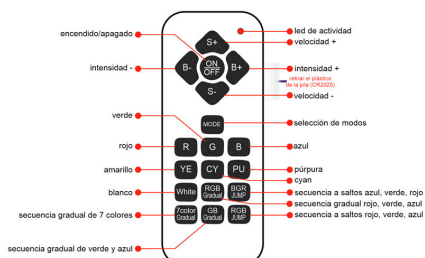 encendido/apagado
led de actividad
S+
velocidad +
ON
OFF
intensidad -
B-
B+
intensidad +
retirar el plástico
de la pila (CR2025)
S-
velocidad -
verde
MODE
selección de modos
rojo
R
G
B
azul
amarillo
YE
CY
PU
púrpura
cyan
blanco
White
RGB
Gradual
BGR
JUMP
secuencia a saltos azul, verde, rojo
secuencia gradual rojo, verde, azul
secuencia gradual de 7 colores
7color
Gradual
GB
Gradual
RGB
JUMP
secuencia a saltos rojo, verde, azul
secuencia gradual de verde y azul